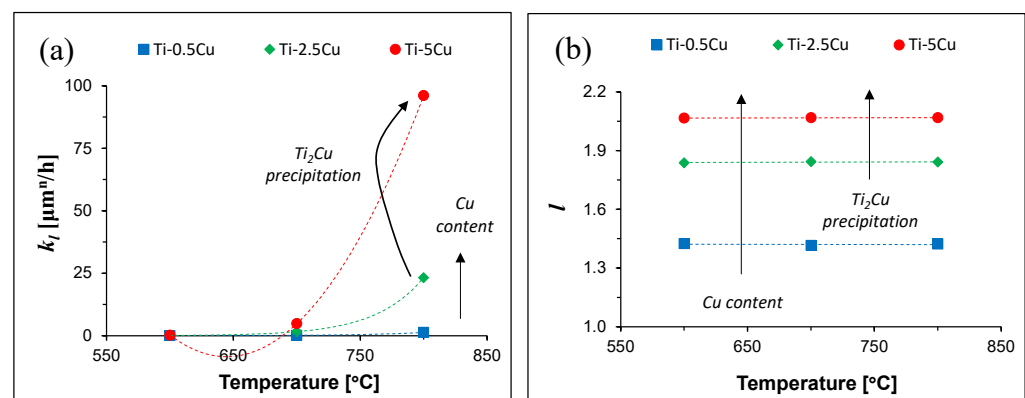 (a)
Ti-0.5Cu Ti-2.5Cu Ti-5Cu
100
75
50
25
0
kₗ [µmⁿ/h]
Ti₂Cu
precipitation
Cu
content
550 650 750 850
Temperature [°C]
(b)
Ti-0.5Cu Ti-2.5Cu Ti-5Cu
2.2
1.9
1.6
1.3
1.0
l
Ti₂Cu
precipitation
Cu content
550 650 750 850
Temperature [°C]